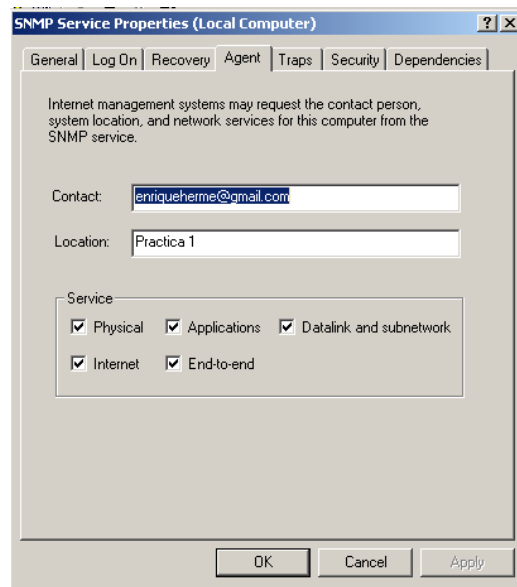 SNMP Service Properties (Local Computer)
General Log On Recovery Agent Traps Security Dependencies
Internet management systems may request the contact person,
system location, and network services for this computer from the
SNMP service.
Contact: enriqueherme@gmail.com
Location: Practica 1
Service
Physical Applications Datalink and subnetwork
Internet End-to-end
OK Cancel Apply